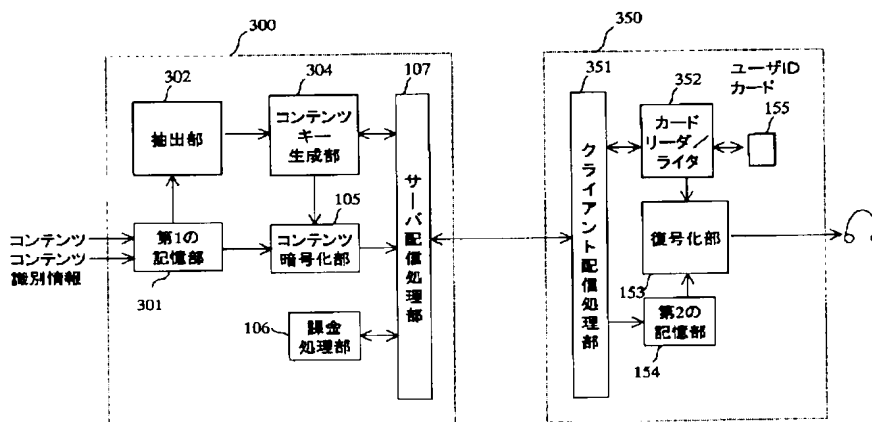 300
302
抽出部
304
コンテンツ
キー
生成部
107
サーバ配信処理部
コンテンツ
コンテンツ
識別情報
第1の
記憶部
301
105
コンテンツ
暗号化部
106
課金
処理部
350
351
クライアント配信処理部
352
カード
リーダ/
ライタ
ユーザID
カード
155
復号化部
153
第2の
記憶部
154